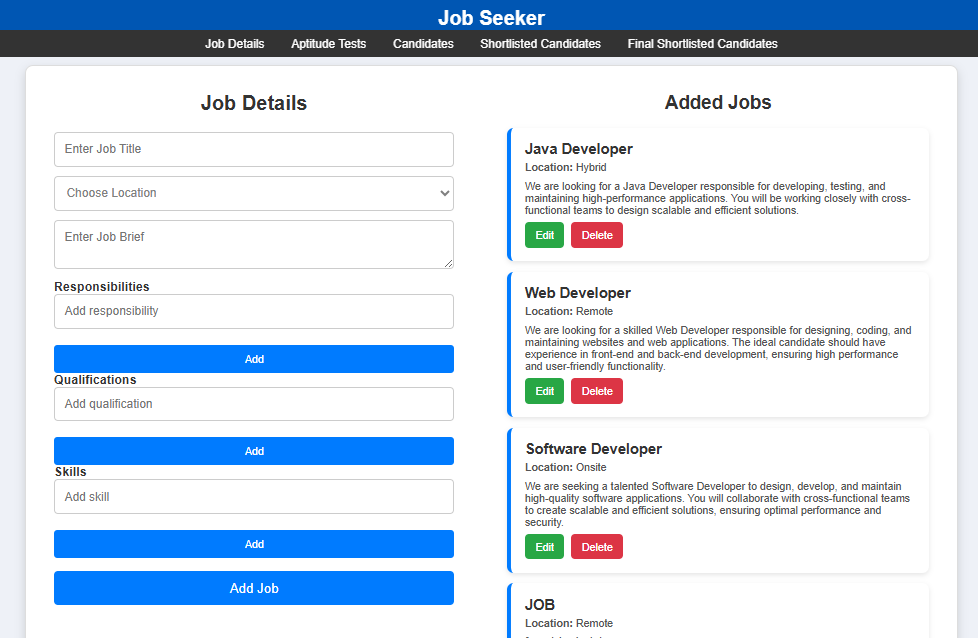 Job Seeker
Job Details Aptitude Tests Candidates Shortlisted Candidates Final Shortlisted Candidates
Job Details
Enter Job Title
Choose Location
Enter Job Brief
Responsibilities
Add responsibility
Add
Qualifications
Add qualification
Add
Skills
Add skill
Add
Add Job
Added Jobs
Java Developer
Location: Hybrid
We are looking for a Java Developer responsible for developing, testing, and
maintaining high-performance applications. You will be working closely with cross-
functional teams to design scalable and efficient solutions.
Edit Delete
Web Developer
Location: Remote
We are looking for a skilled Web Developer responsible for designing, coding, and
maintaining websites and web applications. The ideal candidate should have
experience in front-end and back-end development, ensuring high performance
and user-friendly functionality.
Edit Delete
Software Developer
Location: Onsite
We are seeking a talented Software Developer to design, develop, and maintain
high-quality software applications. You will collaborate with cross-functional teams
to create scalable and efficient solutions, ensuring optimal performance and
security.
Edit Delete
JOB
Location: Remote